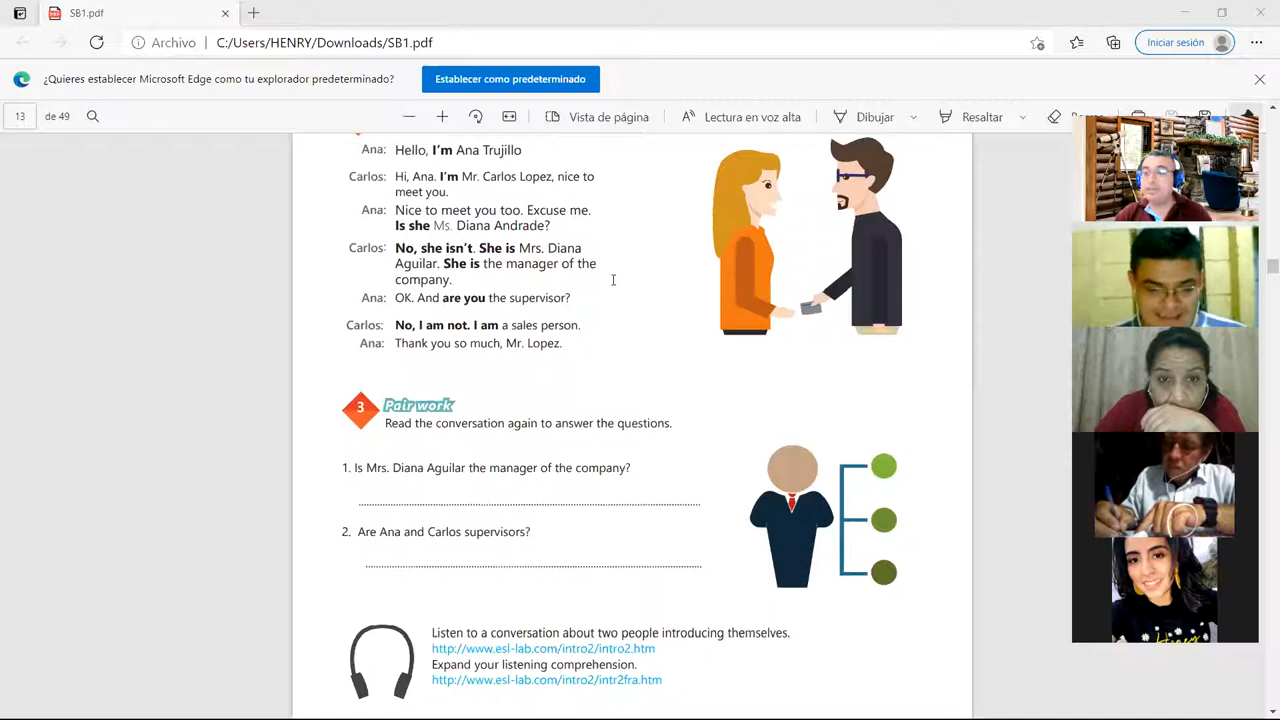 SB1.pdf
Archivo
C:/Users/HENRY/Downloads/SB1.pdf
Iniciar sesión
¿Quieres establecer Microsoft Edge como tu explorador predeterminado?
Establecer como predeterminado
13
de 49
Vista de página
Lectura en voz alta
Dibujar
Resaltar
Ana: Hello, I'm Ana Trujillo
Carlos: Hi, Ana. I'm Mr. Carlos Lopez, nice to
meet you.
Ana: Nice to meet you too. Excuse me.
Is she Ms. Diana Andrade?
Carlos: No, she isn't. She is Mrs. Diana
Aguilar. She is the manager of the
company.
Ana: OK. And are you the supervisor?
Carlos: No, I am not. I am a sales person.
Ana: Thank you so much, Mr. Lopez.
3
Pair work
Read the conversation again to answer the questions.
1. Is Mrs. Diana Aguilar the manager of the company?
2. Are Ana and Carlos supervisors?
Listen to a conversation about two people introducing themselves.
http://www.esl-lab.com/intro2/intro2.htm
Expand your listening comprehension.
http://www.esl-lab.com/intro2/intr2fra.htm